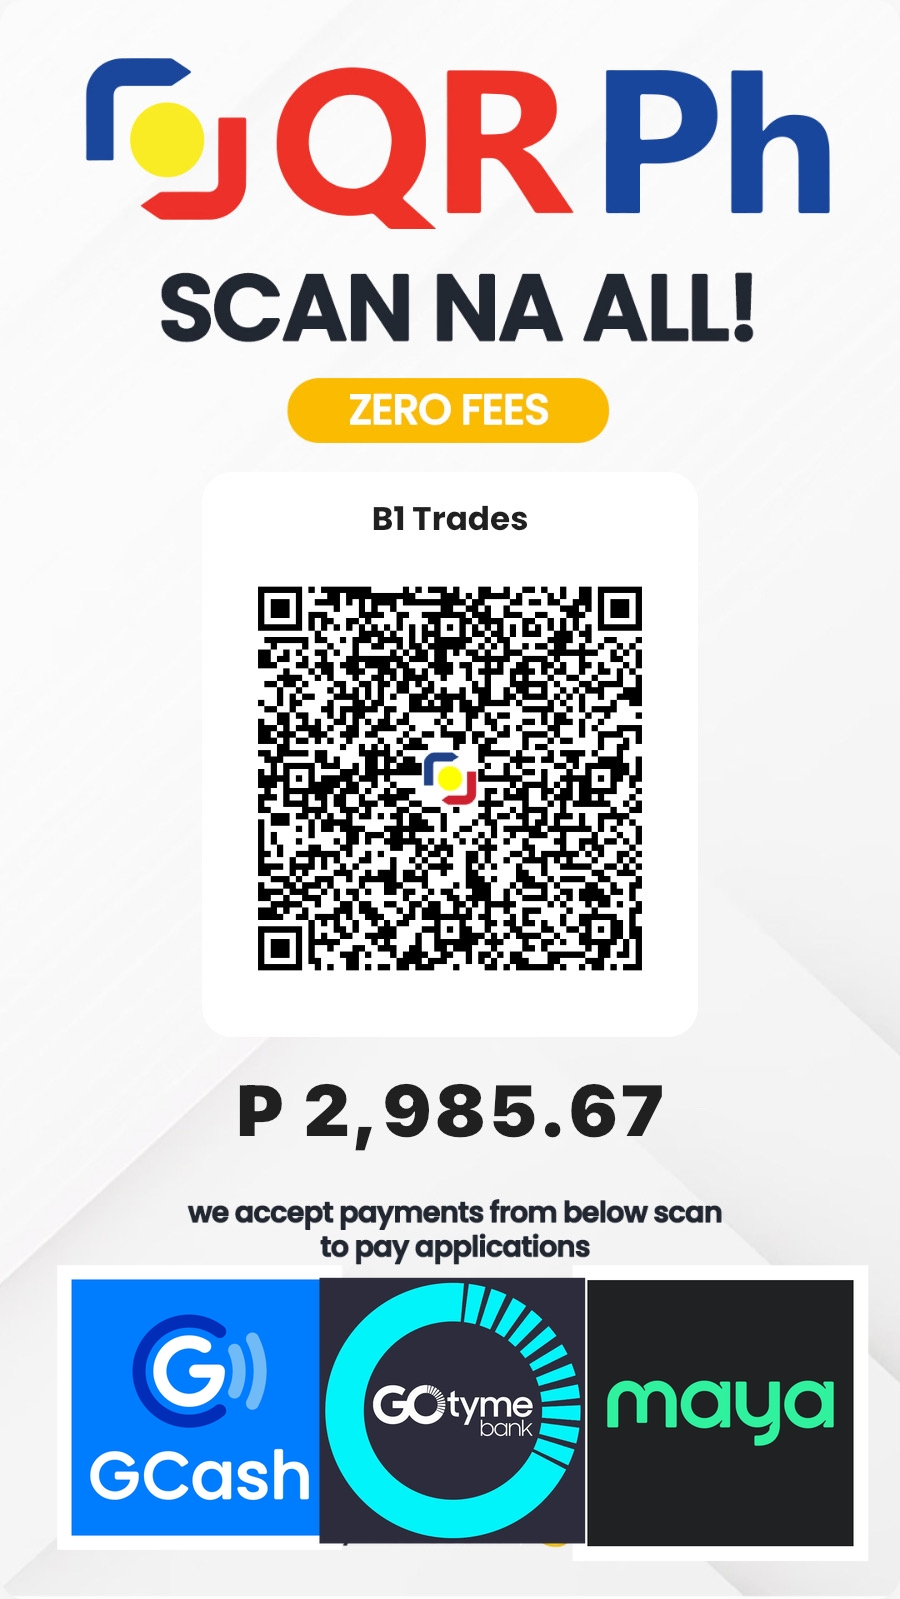 QR Ph
SCAN NA ALL!
ZERO FEES
B1 Trades
P 2,985.67
we accept payments from below scan
to pay applications
G
GCash
GOtyme
bank
maya